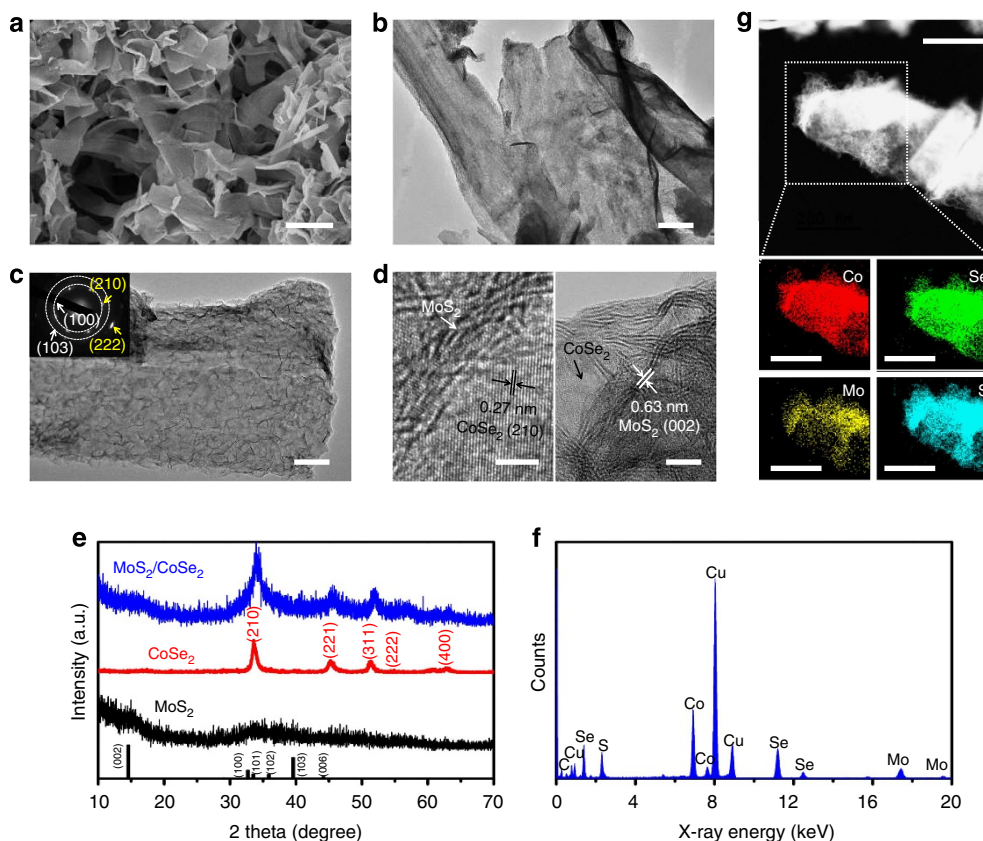 a
b
g
c
(210)
(100)
(103)
(222)
d
MoS2
0.27 nm
CoSe2 (210)
CoSe2
0.63 nm
MoS2 (002)
Co
Se
Mo
S
e
MoS2/CoSe2
(210)
(221)
(311)
(222)
(400)
CoSe2
MoS2
(002)
(100)
(101)
(102)
(103)
(006)
Intensity (a.u.)
10 20 30 40 50 60 70
2 theta (degree)
f
Counts
C
Cu
Se
S
Co
Co
Cu
Cu
Se
Se
Mo
Mo
0 4 8 12 16 20
X-ray energy (keV)